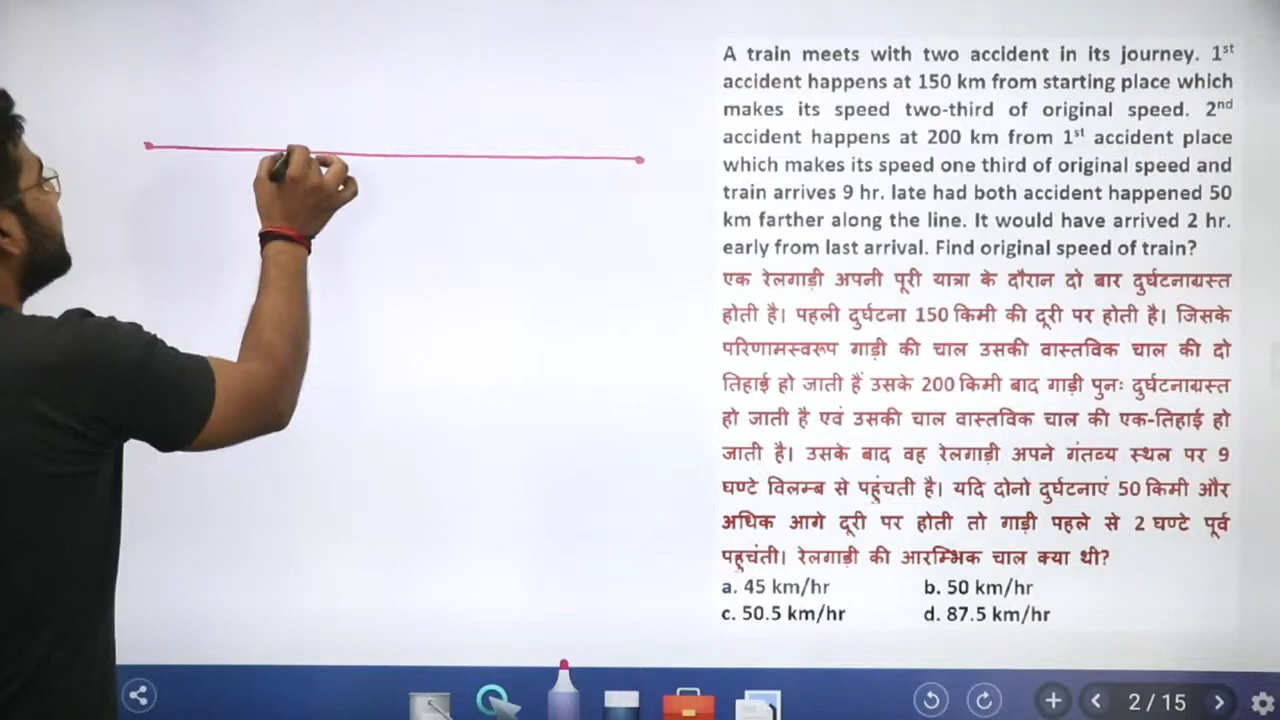 A train meets with two accident in its journey. 1st
accident happens at 150 km from starting place which
makes its speed two-third of original speed. 2nd
accident happens at 200 km from 1st accident place
which makes its speed one third of original speed and
train arrives 9 hr. late had both accident happened 50
km farther along the line. It would have arrived 2 hr.
early from last arrival. Find original speed of train?
एक रेलगाड़ी अपनी पूरी यात्रा के दौरान दो बार दुर्घटनाग्रस्त
होती है। पहली दुर्घटना 150 किमी की दूरी पर होती है। जिसके
परिणामस्वरूप गाड़ी की चाल उसकी वास्तविक चाल की दो
तिहाई हो जाती हैं उसके 200 किमी बाद गाड़ी पुनः दुर्घटनाग्रस्त
हो जाती है एवं उसकी चाल वास्तविक चाल की एक-तिहाई हो
जाती है। उसके बाद वह रेलगाड़ी अपने गंतव्य स्थल पर 9
घण्टे विलम्ब से पहुंचती है। यदि दोनो दुर्घटनाएं 50 किमी और
अधिक आगे दूरी पर होती तो गाड़ी पहले से 2 घण्टे पूर्व
पहुचंती। रेलगाड़ी की आरम्भिक चाल क्या थी?
a. 45 km/hr b. 50 km/hr
c. 50.5 km/hr d. 87.5 km/hr
2 / 15